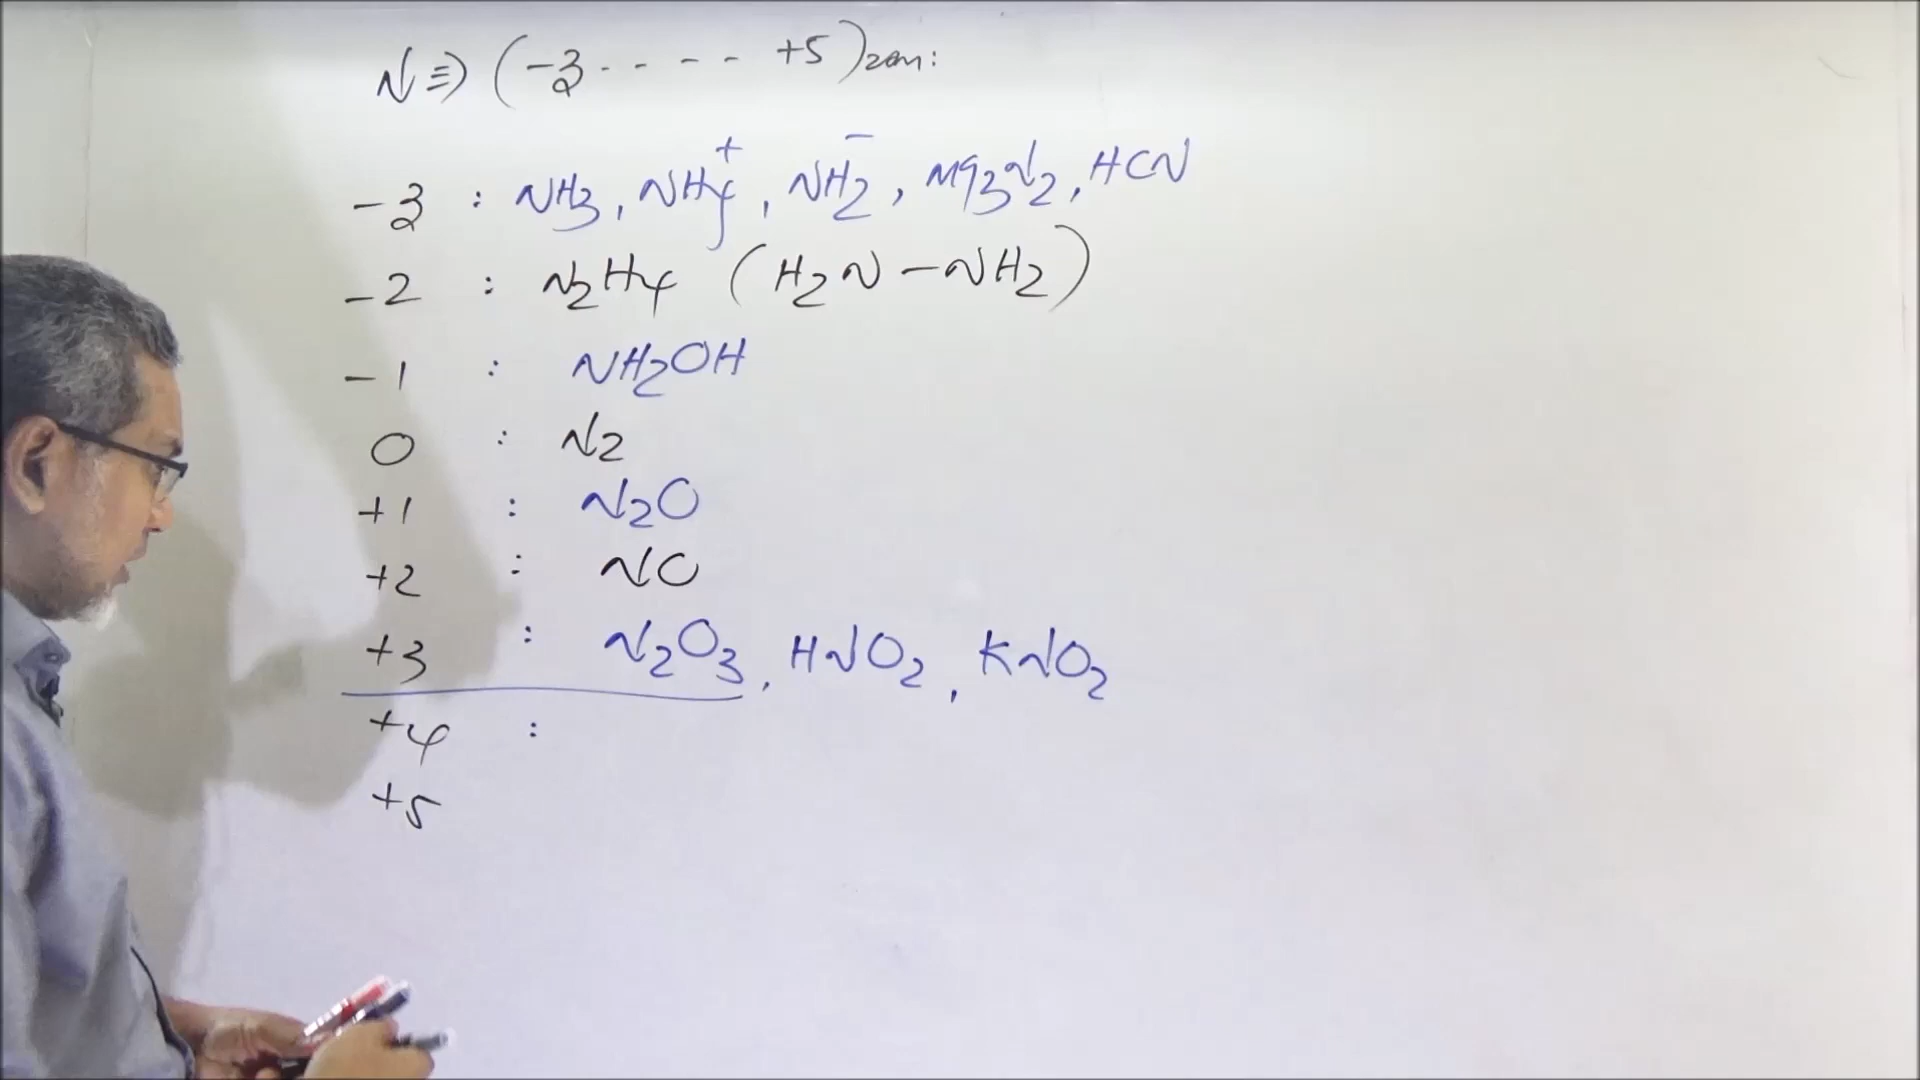 N ⇒ (-3 - - - - - +5) zon:
-3 : NH3, NH4+, NH2-, Mg3N2, HCN
-2 : N2H4 (H2N-NH2)
-1 : NH2OH
0 : N2
+1 : N2O
+2 : NO
+3 : N2O3, HNO2, KNO2
+4 :
+5